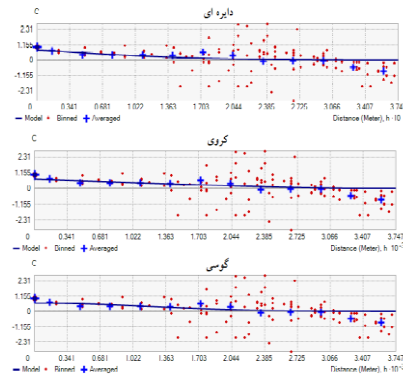 دایره ای
C
2.31
1.155
0
-1.155
-2.31
0 0.341 0.681 1.022 1.363 1.703 2.044 2.385 2.725 3.066 3.407 3.747
Model Binned Averaged Distance (Meter), h ·10
کروی
C
2.31
1.155
0
-1.155
-2.31
0 0.341 0.681 1.022 1.363 1.703 2.044 2.385 2.725 3.066 3.407 3.747
Model Binned Averaged Distance (Meter), h ·10
گوسی
C
2.31
1.155
0
-1.155
-2.31
0 0.341 0.681 1.022 1.363 1.703 2.044 2.385 2.725 3.066 3.407 3.747
Model Binned Averaged Distance (Meter), h ·10